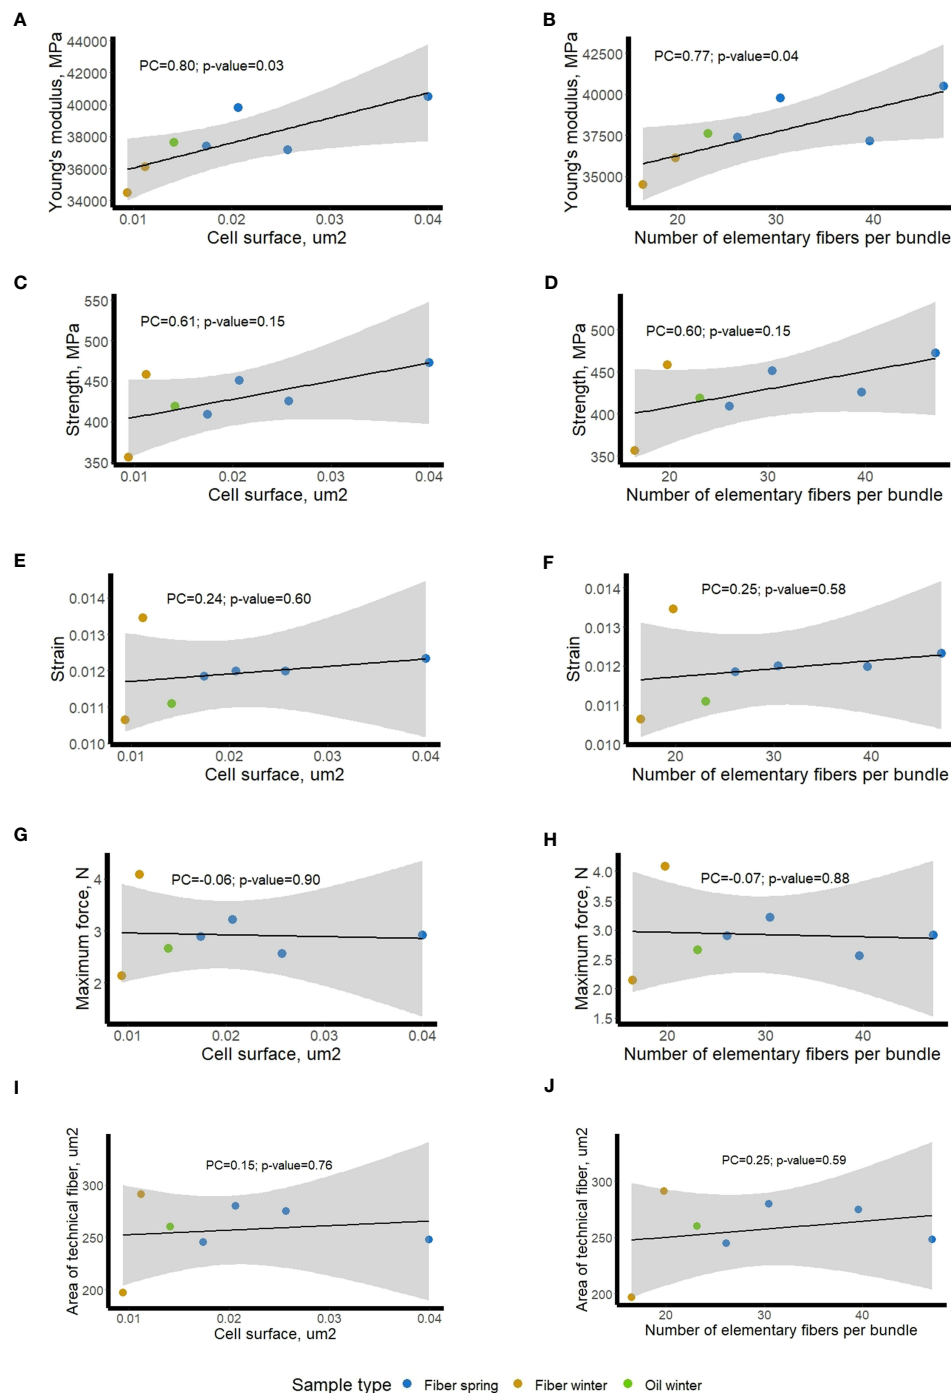 A
Young's modulus, MPa
44000
42000
40000
38000
36000
34000
PC=0.80; p-value=0.03
0.01 0.02 0.03 0.04
Cell surface, um2
B
Young's modulus, MPa
42500
40000
37500
35000
PC=0.77; p-value=0.04
20 30 40
Number of elementary fibers per bundle
C
Strength, MPa
550
500
450
400
350
PC=0.61; p-value=0.15
0.01 0.02 0.03 0.04
Cell surface, um2
D
Strength, MPa
500
450
400
350
PC=0.60; p-value=0.15
20 30 40
Number of elementary fibers per bundle
E
Strain
0.014
0.013
0.012
0.011
0.010
PC=0.24; p-value=0.60
0.01 0.02 0.03 0.04
Cell surface, um2
F
Strain
0.014
0.013
0.012
0.011
0.010
PC=0.25; p-value=0.58
20 30 40
Number of elementary fibers per bundle
G
Maximum force, N
4
3
2
PC=-0.06; p-value=0.90
0.01 0.02 0.03 0.04
Cell surface, um2
H
Maximum force, N
4.0
3.5
3.0
2.5
2.0
1.5
PC=-0.07; p-value=0.88
20 30 40
Number of elementary fibers per bundle
I
Area of technical fiber, um2
300
250
200
PC=0.15; p-value=0.76
0.01 0.02 0.03 0.04
Cell surface, um2
J
Area of technical fiber, um2
300
250
200
PC=0.25; p-value=0.59
20 30 40
Number of elementary fibers per bundle
Sample type Fiber spring Fiber winter Oil winter